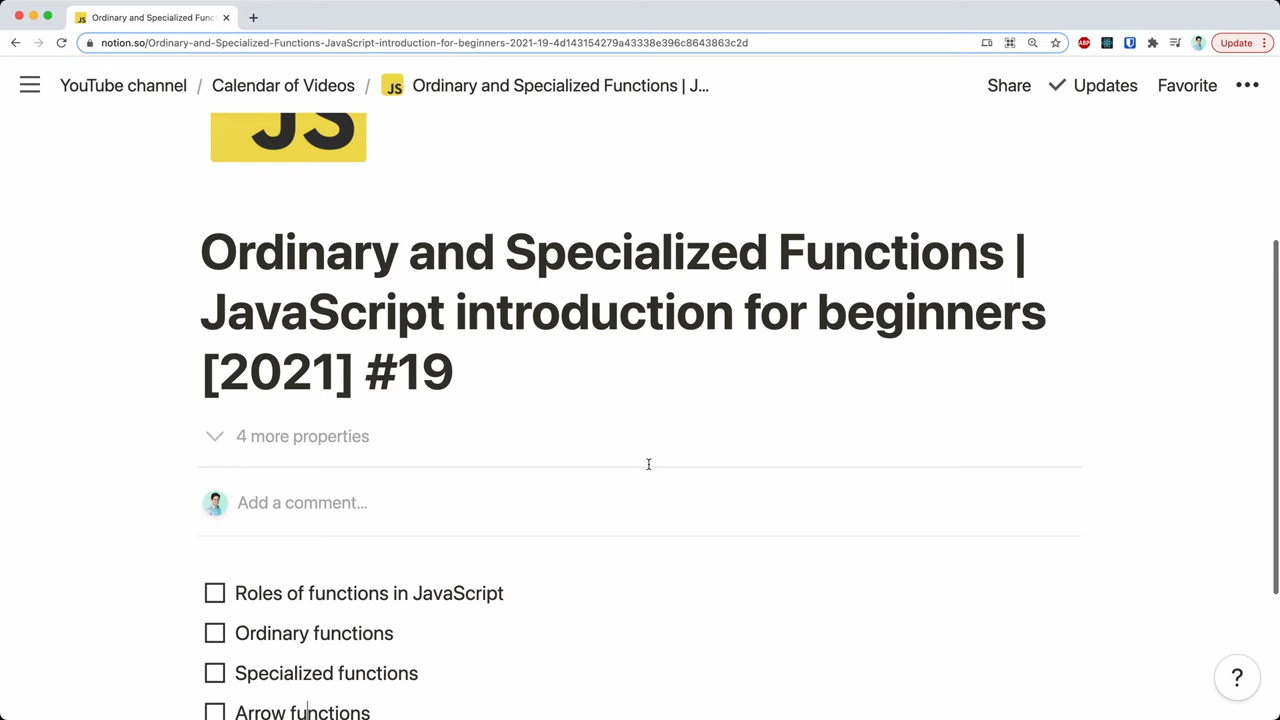 Ordinary and Specialized Func
notion.so/Ordinary-and-Specialized-Functions-JavaScript-introduction-for-beginners-2021-19-4d143154279a43338e396c8643863c2d
ABP
Update
YouTube channel / Calendar of Videos / JS Ordinary and Specialized Functions | J...
Share Updates Favorite
JS
Ordinary and Specialized Functions |
JavaScript introduction for beginners
[2021] #19
4 more properties
Add a comment...
Roles of functions in JavaScript
Ordinary functions
Specialized functions
Arrow functions
?